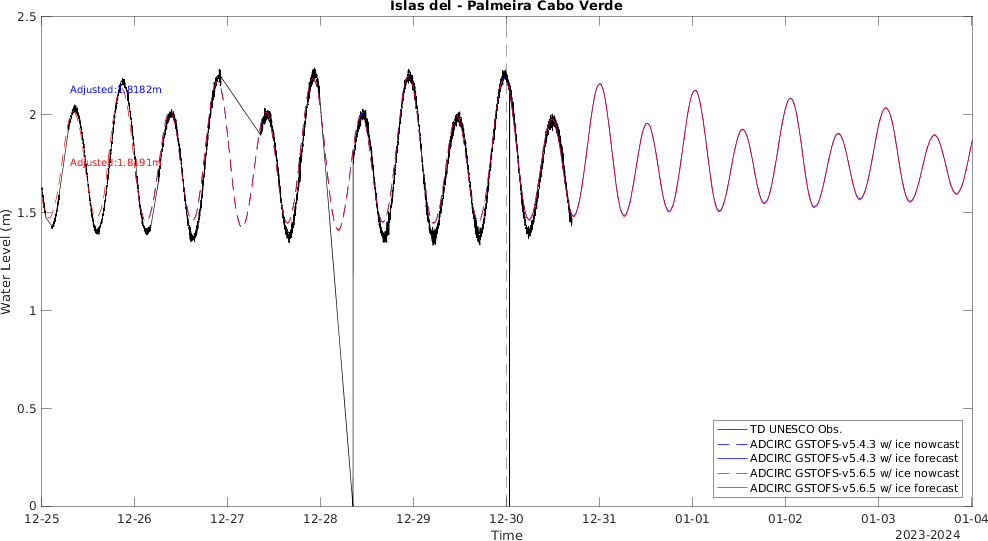 Islas del - Palmeira Cabo Verde
2.5
2
1.5
1
0.5
0
Water Level (m)
Adjusted:1.8182m
Adjusted:1.8191m
TD UNESCO Obs.
ADCIRC GSTOFS-v5.4.3 w/ ice nowcast
ADCIRC GSTOFS-v5.4.3 w/ ice forecast
ADCIRC GSTOFS-v5.6.5 w/ ice nowcast
ADCIRC GSTOFS-v5.6.5 w/ ice forecast
12-25 12-26 12-27 12-28 12-29 12-30 12-31 01-01 01-02 01-03 01-04
Time
2023-2024